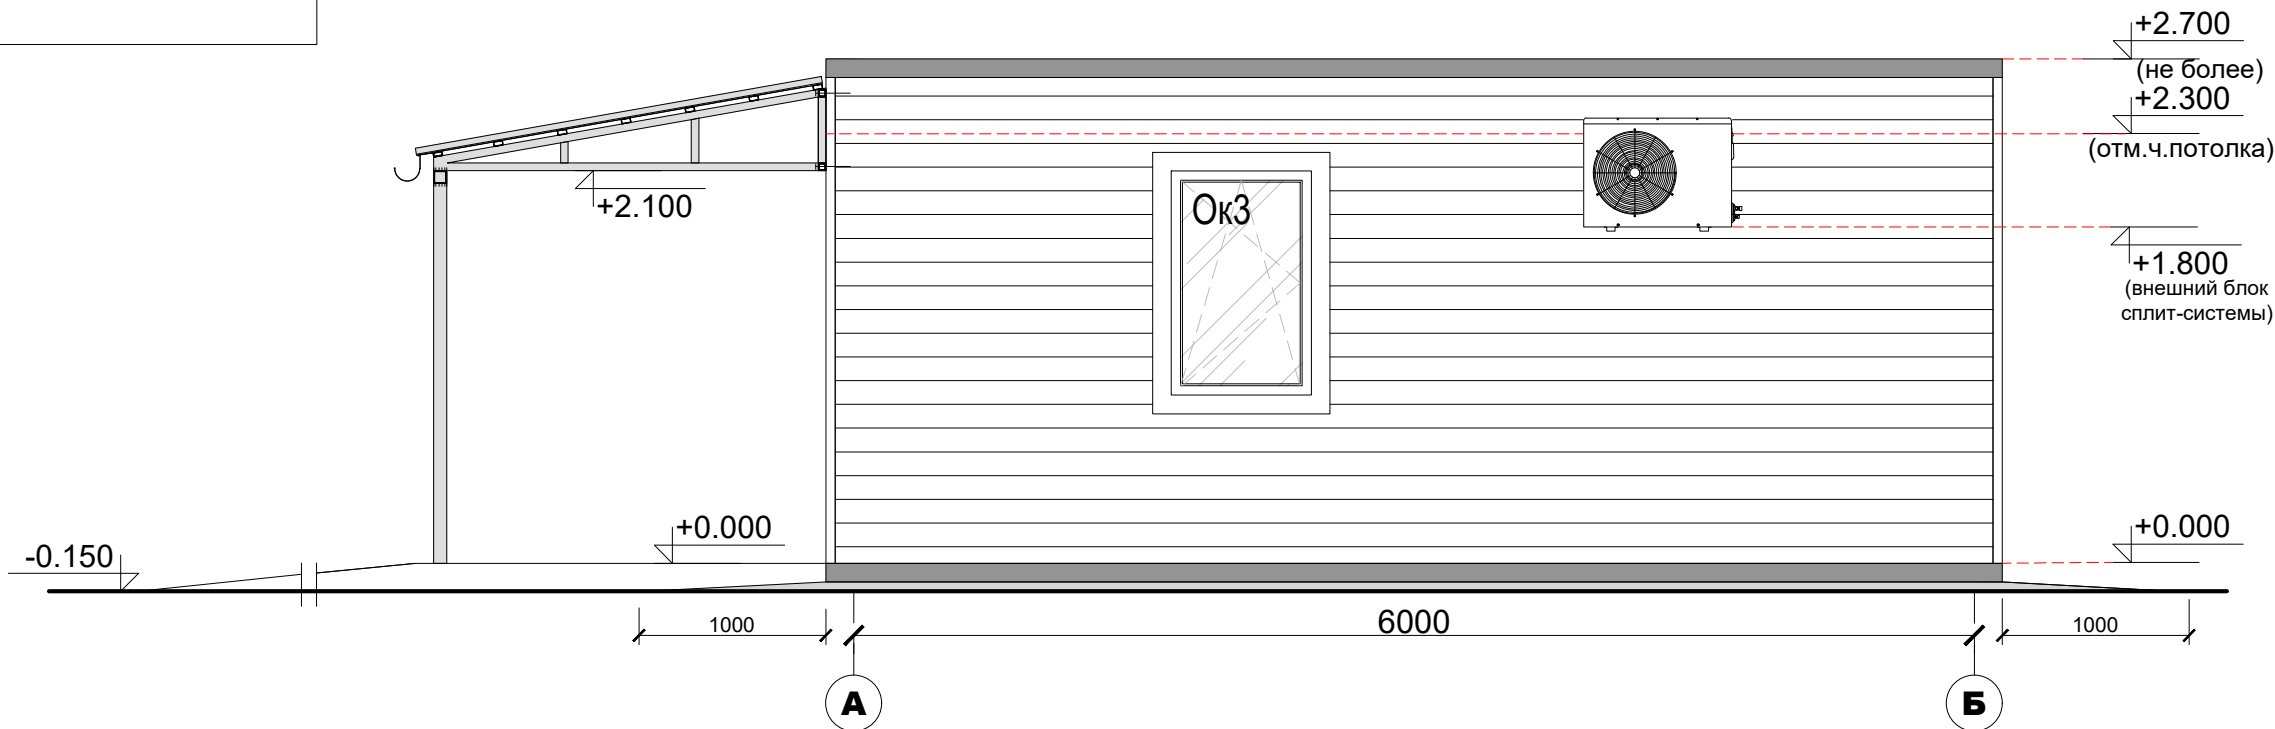 +2.700
(не более)
+2.300
(отм.ч.потолка)
+2.100
Ок3
+1.800
(внешний блок
сплит-системы)
-0.150
+0.000
+0.000
1000
6000
1000
А
Б